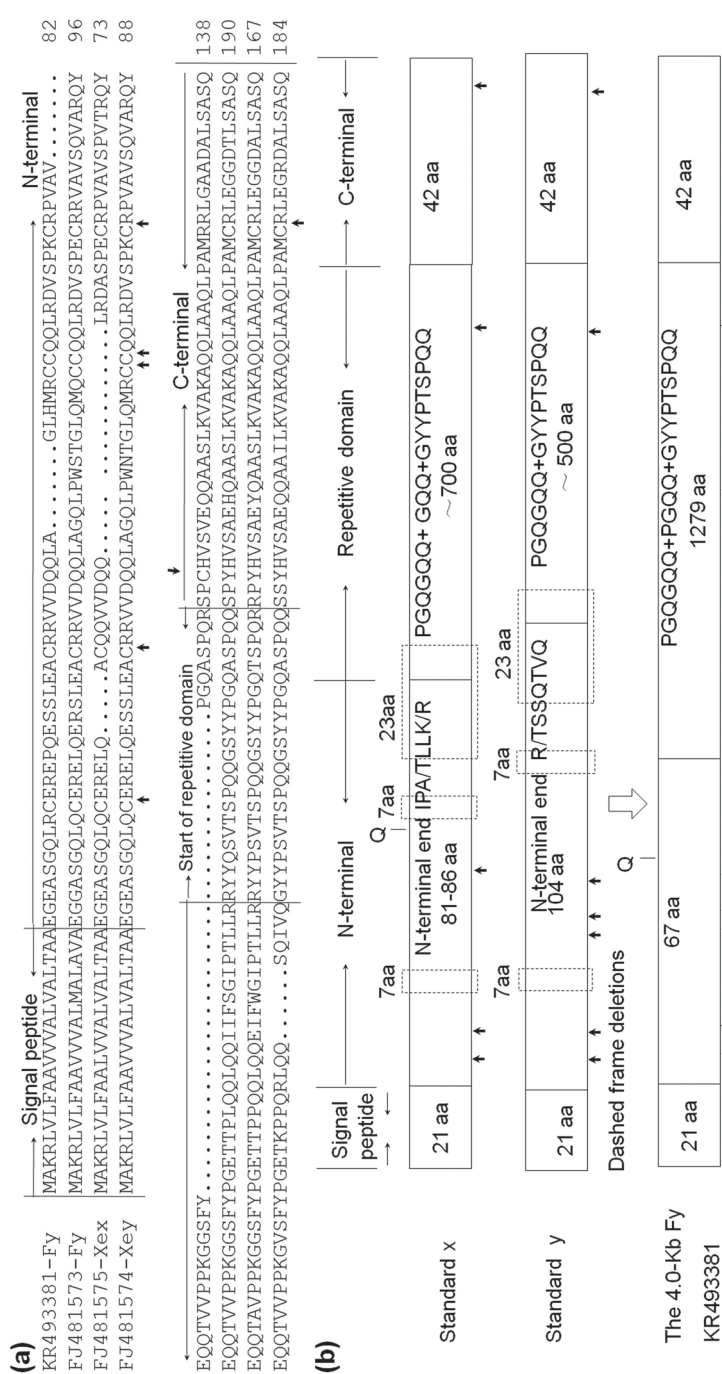 (a)
Signal peptide N-terminal
KR493381-Fy MAKRLVLFAAVVVALVALTAAEGEASGQLRCEREPQESSLEACRRVVDQQLA.......GLHMRCCQQLRDVSPKCRPVAV....... 82
FJ481573-Fy MAKRLVLFAAVVVALMALAVAEGGASGQLQCERELQERSLEACRRVVDQQLAGQLPWSTGLQMQCCQQLRDVSPECRRVAVSQVARQY 96
FJ481575-Xex MAKRLVLFAALVVALVALTAAEGEASGQLQCERELQ.....ACQQVVDQQ..................LRDASPECRPVAVSPVTRQY 73
FJ481574-Xey MAKRLVLFAAVVVALVALTAAEGEASGQLQCERELQESSLEACRRVVDQQLAGQLPWNTGLQMRCCQQLRDVSPKCRPVAVSQVARQY 88
Start of repetitive domain C-terminal
EQQTVVPPKGGSFY......................................PGQASPQRSPCHVSVEQQAASLKVAKAQQLAAQLPAMRRLGAADALSASQ 138
EQQTVVPPKGGSFYPGETTPLQQLQQIIFSGIPTLLRRYYQSVTSPQQGSYYPGQASPQQSPYHVSAEHQAASLKVAKAQQLAAQLPAMCRLEGGDTLSASQ 190
EQQTAVPPKGGSFYPGETTPPQQLQQEIFWGIPTLLRRYYPSVTSPQQGSYYPGQTSPQRRPYHVSAEYQAASLKVAKAQQLAAQLPAMCRLEGGDALSASQ 167
EQQTVVPPKGVSFYPGETKPPQRLQQ......SQIVQGYYPSVTSPQQGSYYPGQASPQQSSYHVSAEQQAAILKVAKAQQLAAQLPAMCRLEGRDALSASQ 184
(b)
Signal peptide N-terminal Repetitive domain C-terminal
7aa Q 7aa 23aa
Standard x 21 aa N-terminal end IPA/TLLK/R PGQGQQ+ GQQ+GYYPTSPQQ 42 aa
81-86 aa ~700 aa
7aa 7aa 23 aa
Standard y 21 aa N-terminal end R/TSSQTVQ PGQGQQ+GYYPTSPQQ 42 aa
104 aa ~ 500 aa
Dashed frame deletions Q
The 4.0-Kb Fy 21 aa 67 aa PGQGQQ+PGQQ+GYYPTSPQQ 42 aa
KR493381 1279 aa